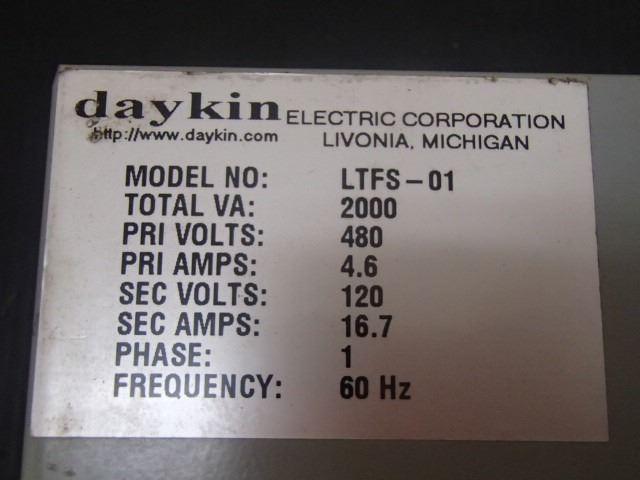 daykin ELECTRIC CORPORATION
http://www.daykin.com LIVONIA, MICHIGAN
MODEL NO: LTFS-01
TOTAL VA: 2000
PRI VOLTS: 480
PRI AMPS: 4.6
SEC VOLTS: 120
SEC AMPS: 16.7
PHASE: 1
FREQUENCY: 60 Hz